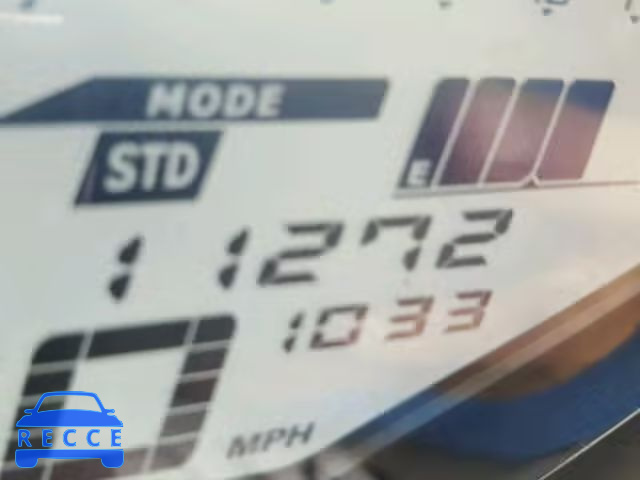 MODE
STD
E
11272
1033
0
MPH
RECCE